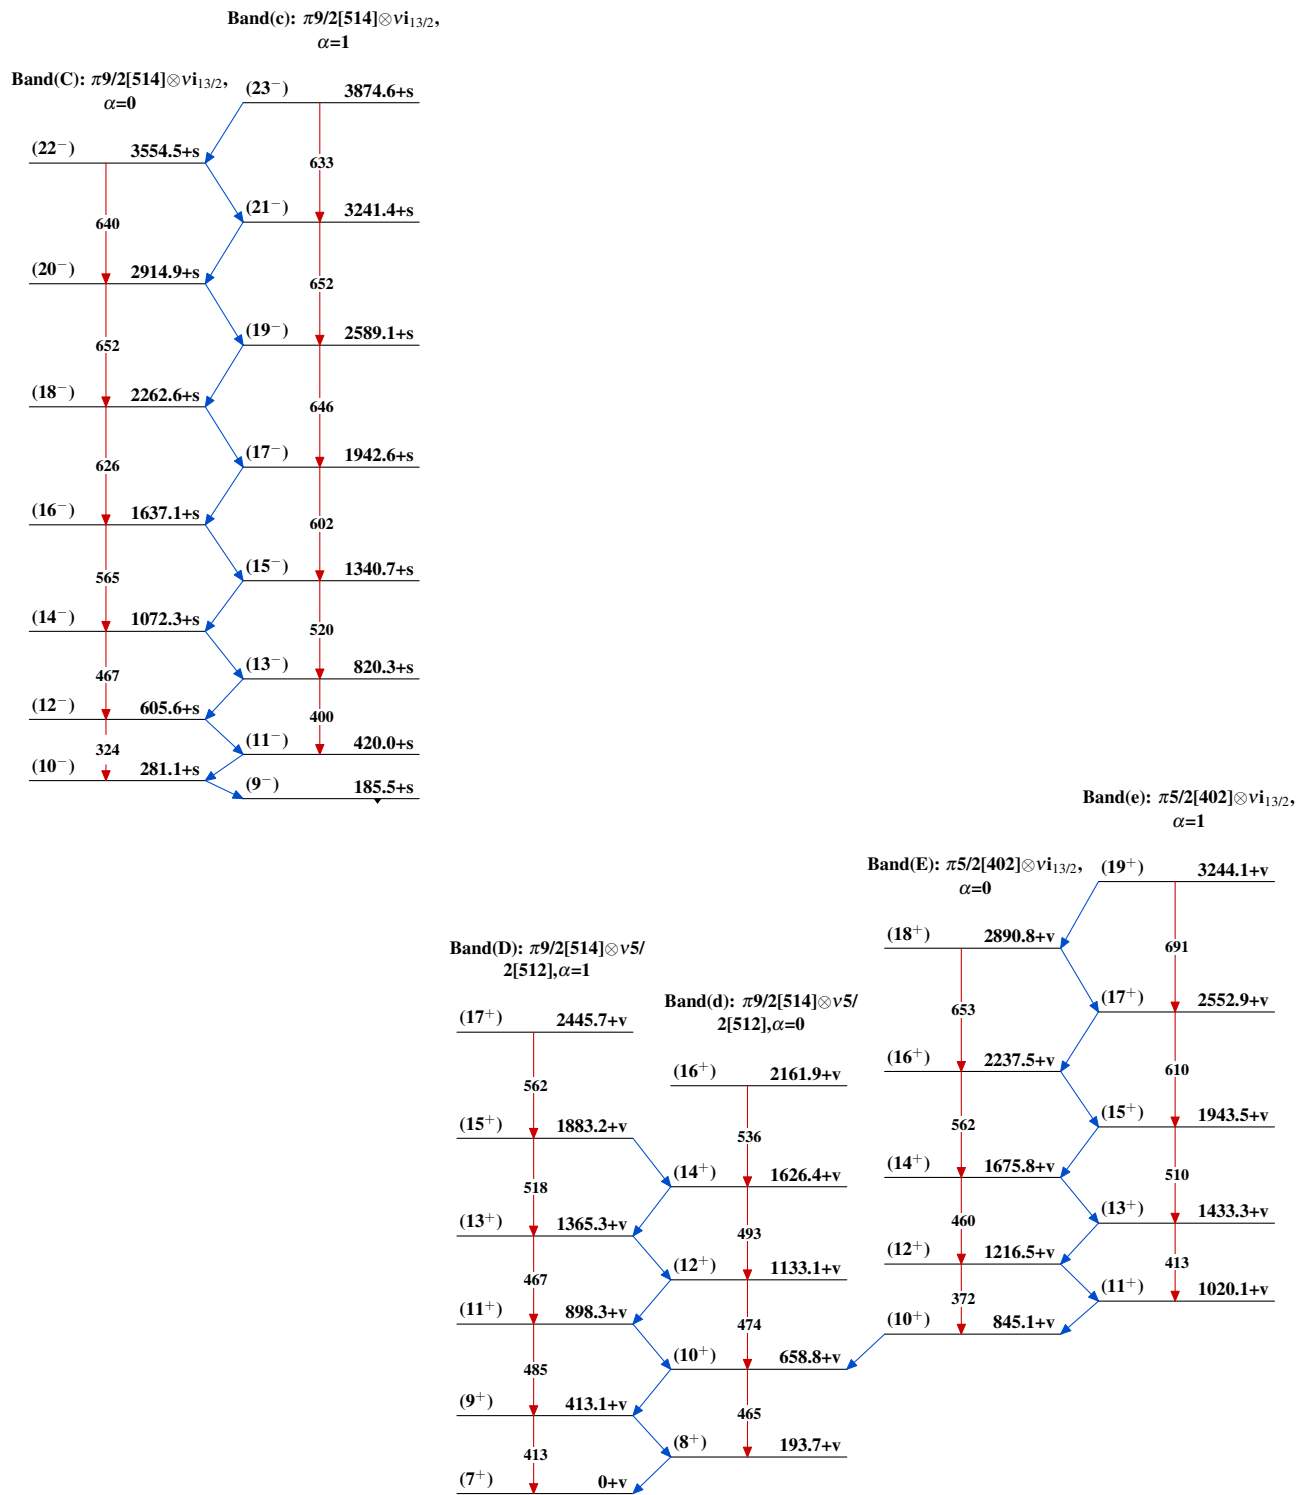 Band(c): π9/2[514]⊗νi13/2,
α=1
Band(C): π9/2[514]⊗νi13/2,
α=0
(23−) 3874.6+s
(22−) 3554.5+s
633
(21−) 3241.4+s
640
(20−) 2914.9+s
652
(19−) 2589.1+s
652
(18−) 2262.6+s
646
(17−) 1942.6+s
626
(16−) 1637.1+s
602
(15−) 1340.7+s
565
(14−) 1072.3+s
520
(13−) 820.3+s
467
(12−) 605.6+s
400
(11−) 420.0+s
324
(10−) 281.1+s
(9−) 185.5+s
Band(e): π5/2[402]⊗νi13/2,
α=1
Band(E): π5/2[402]⊗νi13/2,
α=0
(19+) 3244.1+v
(18+) 2890.8+v
691
(17+) 2552.9+v
653
(16+) 2237.5+v
610
(15+) 1943.5+v
562
(14+) 1675.8+v
510
(13+) 1433.3+v
460
(12+) 1216.5+v
413
(11+) 1020.1+v
372
(10+) 845.1+v
Band(D): π9/2[514]⊗ν5/
2[512],α=1
Band(d): π9/2[514]⊗ν5/
2[512],α=0
(17+) 2445.7+v
(16+) 2161.9+v
562
(15+) 1883.2+v
536
(14+) 1626.4+v
518
(13+) 1365.3+v
493
(12+) 1133.1+v
467
(11+) 898.3+v
474
(10+) 658.8+v
485
(9+) 413.1+v
465
(8+) 193.7+v
413
(7+) 0+v